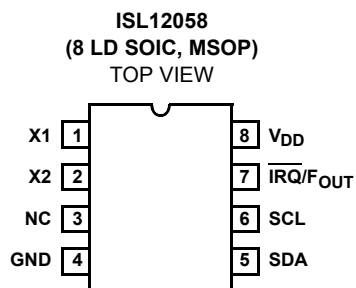 ISL12058
(8 LD SOIC, MSOP)
TOP VIEW
X1 1 8 VDD
X2 2 7 IRQ/FOUT
NC 3 6 SCL
GND 4 5 SDA